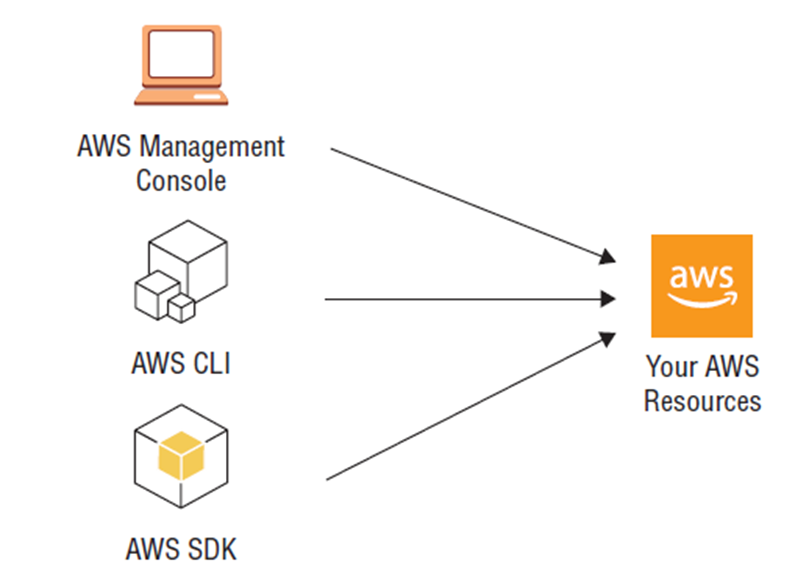 AWS Management
Console
AWS CLI
AWS SDK
aws
Your AWS
Resources